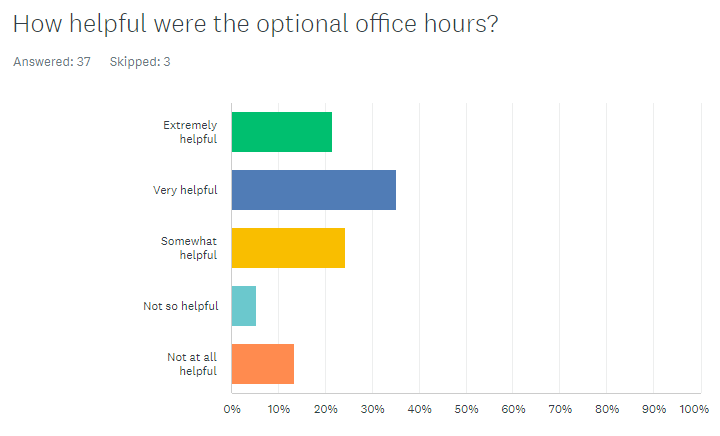 How helpful were the optional office hours?
Answered: 37 Skipped: 3
Extremely
helpful
Very helpful
Somewhat
helpful
Not so helpful
Not at all
helpful
0% 10% 20% 30% 40% 50% 60% 70% 80% 90% 100%